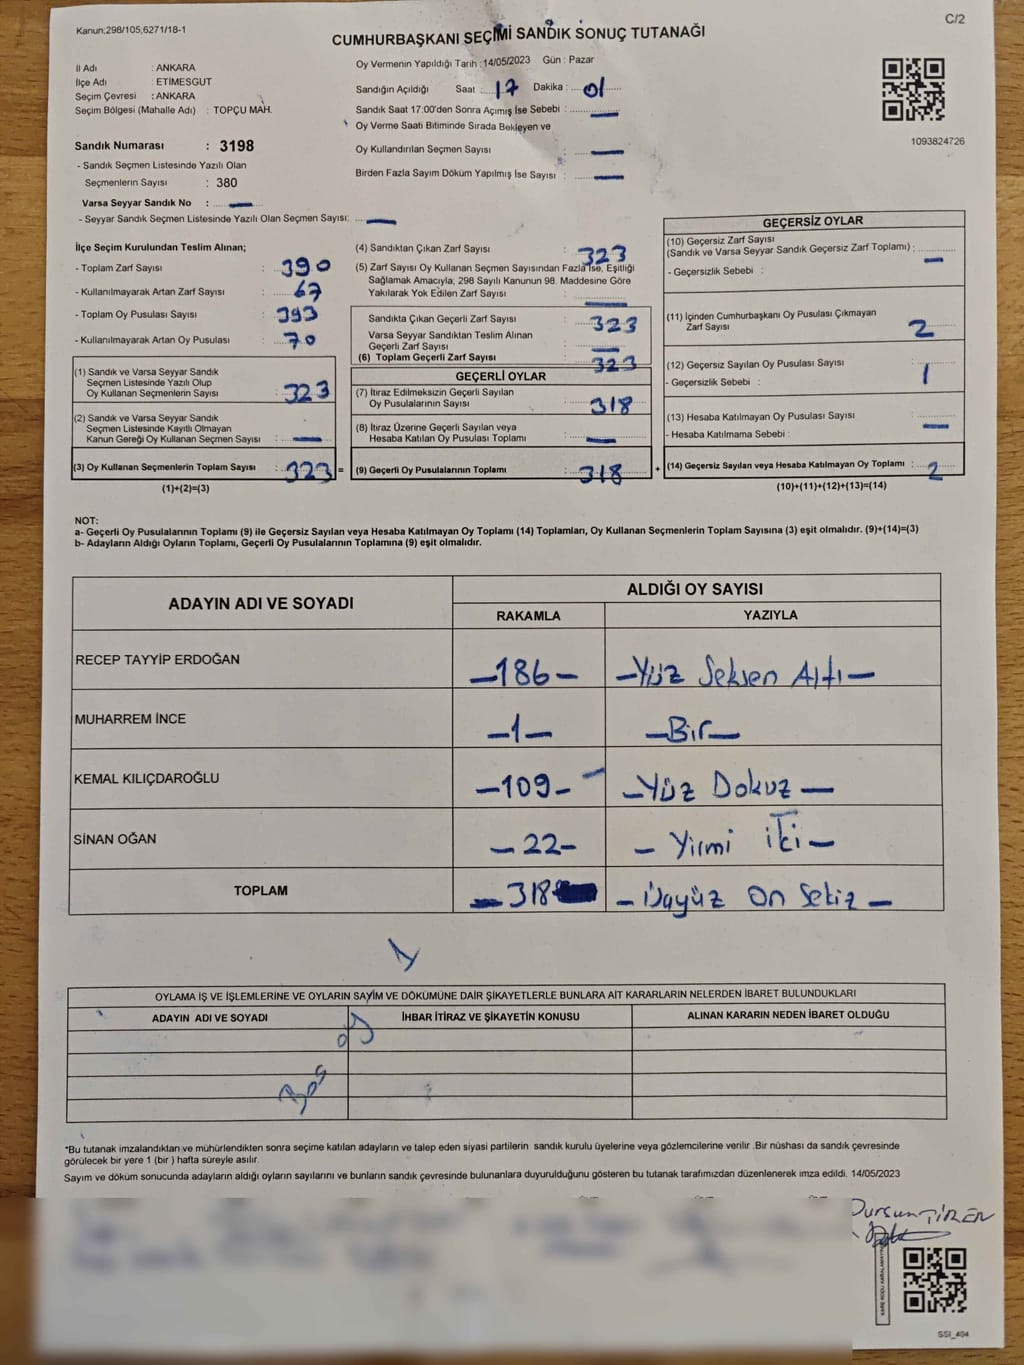 Kanun;298/105,6271/18-1
C/2
CUMHURBAŞKANI SEÇİMİ SANDIK SONUÇ TUTANAĞI
İl Adı : ANKARA
İlçe Adı : ETİMESGUT
Seçim Çevresi : ANKARA
Seçim Bölgesi (Mahalle Adı) : TOPÇU MAH.
Sandık Numarası : 3198
- Sandık Seçmen Listesinde Yazılı Olan
Seçmenlerin Sayısı : 380
Varsa Seyyar Sandık No : —
- Seyyar Sandık Seçmen Listesinde Yazılı Olan Seçmen Sayısı: —
Oy Vermenin Yapıldığı Tarih : 14/05/2023 Gün : Pazar
Sandığın Açıldığı Saat : 17 Dakika : 01
Sandık Saat 17:00'den Sonra Açımış İse Sebebi : —
Oy Verme Saati Bitiminde Sırada Bekleyen ve
Oy Kullandırılan Seçmen Sayısı : —
Birden Fazla Sayım Döküm Yapılmış İse Sayısı : —
1093824726
İlçe Seçim Kurulundan Teslim Alınan;
- Toplam Zarf Sayısı : 390
- Kullanılmayarak Artan Zarf Sayısı : 67
- Toplam Oy Pusulası Sayısı : 393
- Kullanılmayarak Artan Oy Pusulası : 70
(1) Sandık ve Varsa Seyyar Sandık
Seçmen Listesinde Yazılı Olup
Oy Kullanan Seçmenlerin Sayısı : 323
(2) Sandık ve Varsa Seyyar Sandık
Seçmen Listesinde Kayıtlı Olmayan
Kanun Gereği Oy Kullanan Seçmen Sayısı : —
(3) Oy Kullanan Seçmenlerin Toplam Sayısı : 323 =
(1)+(2)=(3)
(4) Sandıktan Çıkan Zarf Sayısı : 323
(5) Zarf Sayısı Oy Kullanan Seçmen Sayısından Fazla İse, Eşitliği
Sağlamak Amacıyla, 298 Sayılı Kanunun 98. Maddesine Göre
Yakılarak Yok Edilen Zarf Sayısı : —
Sandıkta Çıkan Geçerli Zarf Sayısı : 323
Varsa Seyyar Sandıktan Teslim Alınan
Geçerli Zarf Sayısı : —
(6) Toplam Geçerli Zarf Sayısı : 323
GEÇERLİ OYLAR
(7) İtiraz Edilmeksizin Geçerli Sayılan
Oy Pusulalarının Sayısı : 318
(8) İtiraz Üzerine Geçerli Sayılan veya
Hesaba Katılan Oy Pusulası Toplamı : —
(9) Geçerli Oy Pusulalarının Toplamı : 318 +
GEÇERSİZ OYLAR
(10) Geçersiz Zarf Sayısı
(Sandık ve Varsa Seyyar Sandık Geçersiz Zarf Toplamı) : —
- Geçersizlik Sebebi :
(11) İçinden Cumhurbaşkanı Oy Pusulası Çıkmayan
Zarf Sayısı : 2
(12) Geçersiz Sayılan Oy Pusulası Sayısı : 1
- Geçersizlik Sebebi :
(13) Hesaba Katılmayan Oy Pusulası Sayısı : —
- Hesaba Katılmama Sebebi :
(14) Geçersiz Sayılan veya Hesaba Katılmayan Oy Toplamı : 2
(10)+(11)+(12)+(13)=(14)
NOT:
a- Geçerli Oy Pusulalarının Toplamı (9) ile Geçersiz Sayılan veya Hesaba Katılmayan Oy Toplamı (14) Toplamları, Oy Kullanan Seçmenlerin Toplam Sayısına (3) eşit olmalıdır. (9)+(14)=(3)
b- Adayların Aldığı Oyların Toplamı, Geçerli Oy Pusulalarının Toplamına (9) eşit olmalıdır.
ADAYIN ADI VE SOYADI ALDIĞI OY SAYISI
RAKAMLA YAZIYLA
RECEP TAYYİP ERDOĞAN —186— —Yüz Seksen Altı—
MUHARREM İNCE —1— —Bir—
KEMAL KILIÇDAROĞLU —109— —Yüz Dokuz—
SİNAN OĞAN —22— —Yirmi iki—
TOPLAM —318 —Üçyüz On Sekiz—
OYLAMA İŞ VE İŞLEMLERİNE VE OYLARIN SAYIM VE DÖKÜMÜNE DAİR ŞİKAYETLERLE BUNLARA AİT KARARLARIN NELERDEN İBARET BULUNDUKLARI
ADAYIN ADI VE SOYADI İHBAR İTİRAZ VE ŞİKAYETİN KONUSU ALINAN KARARIN NEDEN İBARET OLDUĞU
*Bu tutanak imzalandıktan ve mühürlendikten sonra seçime katılan adayların ve talep eden siyasi partilerin sandık kurulu üyelerine veya gözlemcilerine verilir .Bir nüshası da sandık çevresinde
görülecek bir yere 1 (bir ) hafta süreyle asılır.
Sayım ve döküm sonucunda adayların aldığı oyların sayılarını ve bunların sandık çevresinde bulunanlara duyurulduğunu gösteren bu tutanak tarafımızdan düzenlenerek imza edildi. 14/05/2023
Dursun TİREN
SSI_404